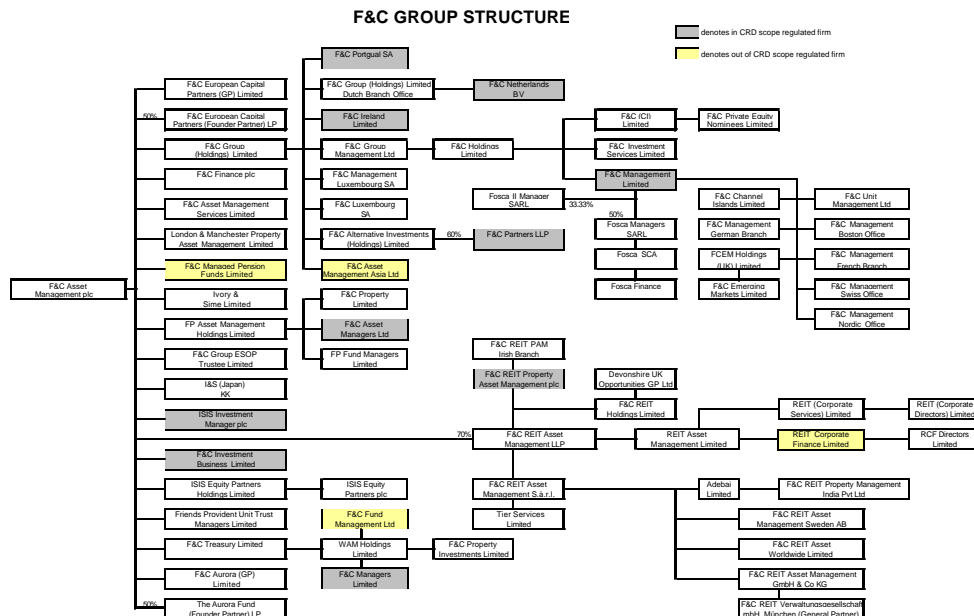 F&C GROUP STRUCTURE
denotes in CRD scope regulated firm
denotes out of CRD scope regulated firm
F&C Asset
Management plc
F&C European Capital
Partners (GP) Limited
50%
F&C European Capital
Partners (Founder Partner) LP
F&C Group
(Holdings) Limited
F&C Finance plc
F&C Asset Management
Services Limited
London & Manchester Property
Asset Management Limited
F&C Managed Pension
Funds Limited
Ivory &
Sime Limited
FP Asset Management
Holdings Limited
F&C Group ESOP
Trustee Limited
I&S (Japan)
KK
ISIS Investment
Manager plc
F&C Investment
Business Limited
ISIS Equity Partners
Holdings Limited
Friends Provident Unit Trust
Managers Limited
F&C Treasury Limited
F&C Aurora (GP)
Limited
50%
The Aurora Fund
(Founder Partner) LP
F&C Portgual SA
F&C Group (Holdings) Limited
Dutch Branch Office
F&C Ireland
Limited
F&C Group
Management Ltd
F&C Management
Luxembourg SA
F&C Luxembourg
SA
F&C Alternative Investments
(Holdings) Limited
F&C Asset
Management Asia Ltd
F&C Property
Limited
F&C Asset
Managers Ltd
FP Fund Managers
Limited
ISIS Equity
Partners plc
F&C Fund
Management Ltd
WAM Holdings
Limited
F&C Managers
Limited
F&C Netherlands
BV
F&C Holdings
Limited
60%
F&C Partners LLP
F&C Property
Investments Limited
F&C (CI)
Limited
F&C Private Equity
Nominees Limited
F&C Investment
Services Limited
F&C Management
Limited
Fosca II Manager
SARL
33.33%
50%
Fosca Managers
SARL
Fosca SCA
Fosca Finance
F&C Channel
Islands Limited
F&C Management
German Branch
FCEM Holdings
(UK) Limited
F&C Emerging
Markets Limited
F&C Unit
Management Ltd
F&C Management
Boston Office
F&C Management
French Branch
F&C Management
Swiss Office
F&C Management
Nordic Office
F&C REIT PAM
Irish Branch
F&C REIT Property
Asset Management plc
Devonshire UK
Opportunities GP Ltd
F&C REIT
Holdings Limited
70%
F&C REIT Asset
Management LLP
REIT Asset
Management Limited
REIT (Corporate
Services) Limited
REIT (Corporate
Directors) Limited
REIT Corporate
Finance Limited
RCF Directors
Limited
F&C REIT Asset
Management S.à.r.l.
Tier Services
Limited
Adebai
Limited
F&C REIT Property Management
India Pvt Ltd
F&C REIT Asset
Management Sweden AB
F&C REIT Asset
Worldwide Limited
F&C REIT Asset Management
GmbH & Co KG
F&C REIT Verwaltungsgesellschaft
mbH, München (General Partner)